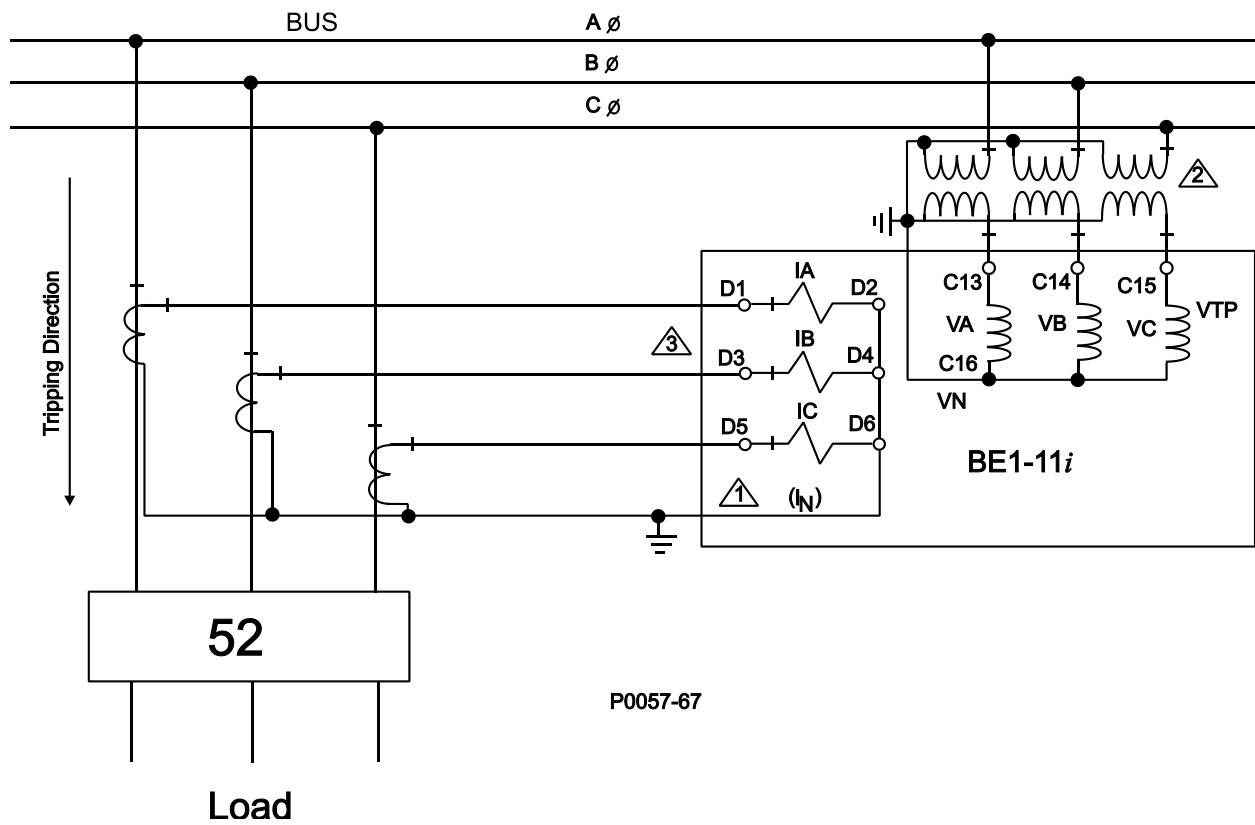 BUS
A ø
B ø
C ø
2
Tripping Direction
D1 IA D2
C13 C14 C15
VTP
VA VB VC
3
D3 IB D4
C16
VN
D5 IC D6
BE1-11i
1
(IN)
52
P0057-67
Load